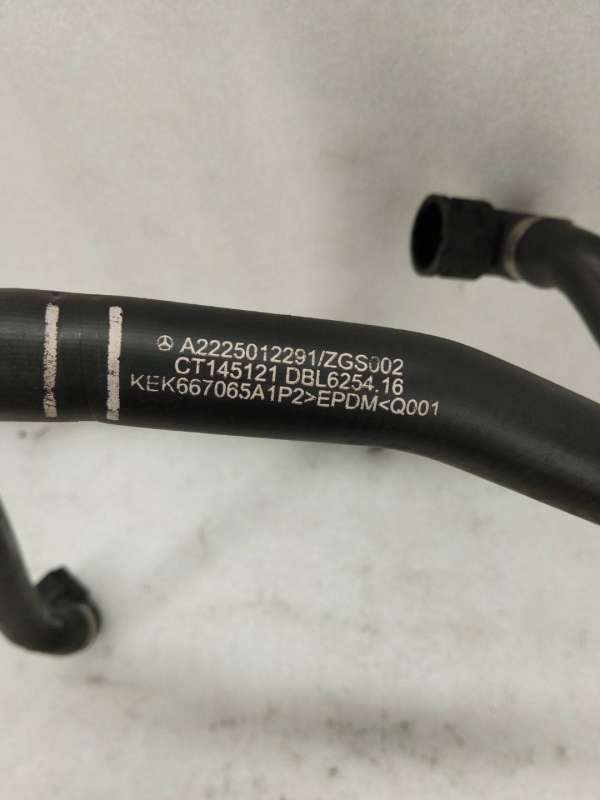 A2225012291/ZGS002
CT145121 DBL6254.16
KEK667065A1P2>EPDM<Q001